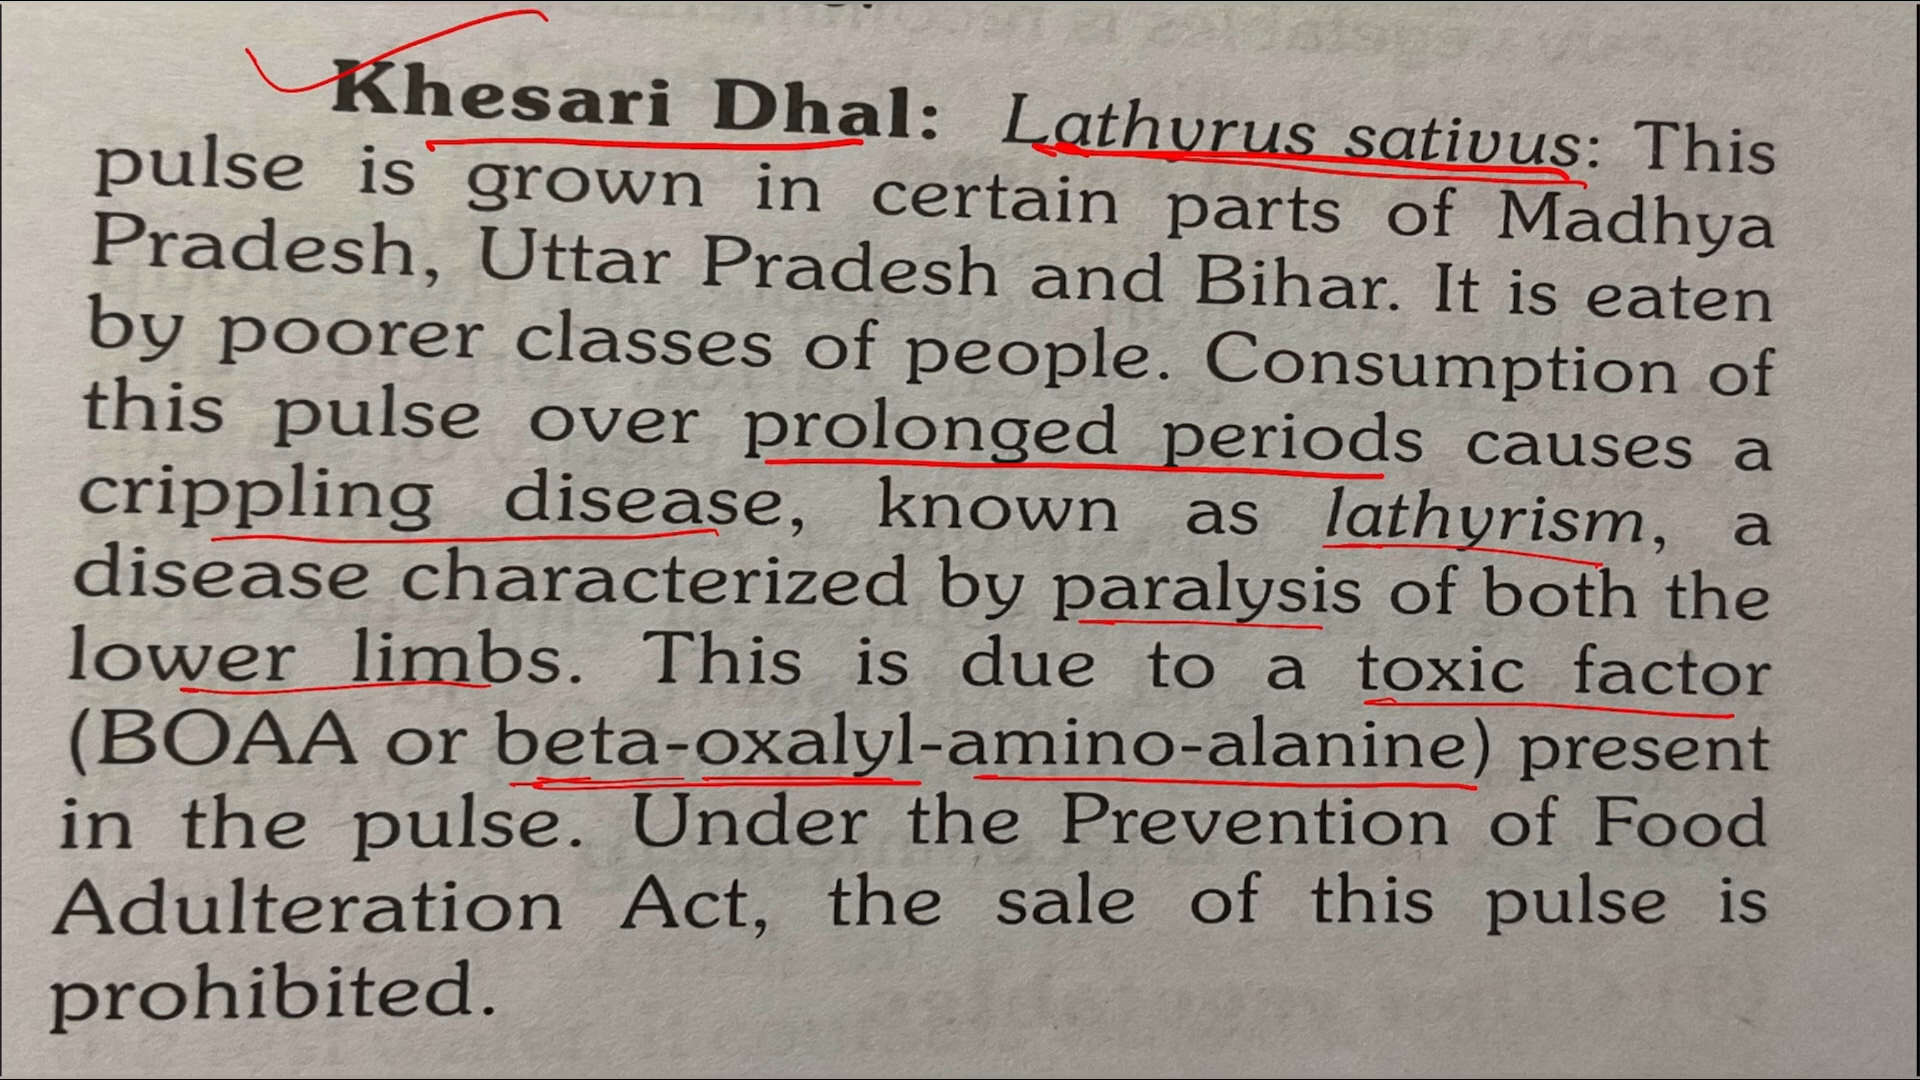 Khesari Dhal: Lathyrus sativus: This
pulse is grown in certain parts of Madhya
Pradesh, Uttar Pradesh and Bihar. It is eaten
by poorer classes of people. Consumption of
this pulse over prolonged periods causes a
crippling disease, known as lathyrism, a
disease characterized by paralysis of both the
lower limbs. This is due to a toxic factor
(BOAA or beta-oxalyl-amino-alanine) present
in the pulse. Under the Prevention of Food
Adulteration Act, the sale of this pulse is
prohibited.